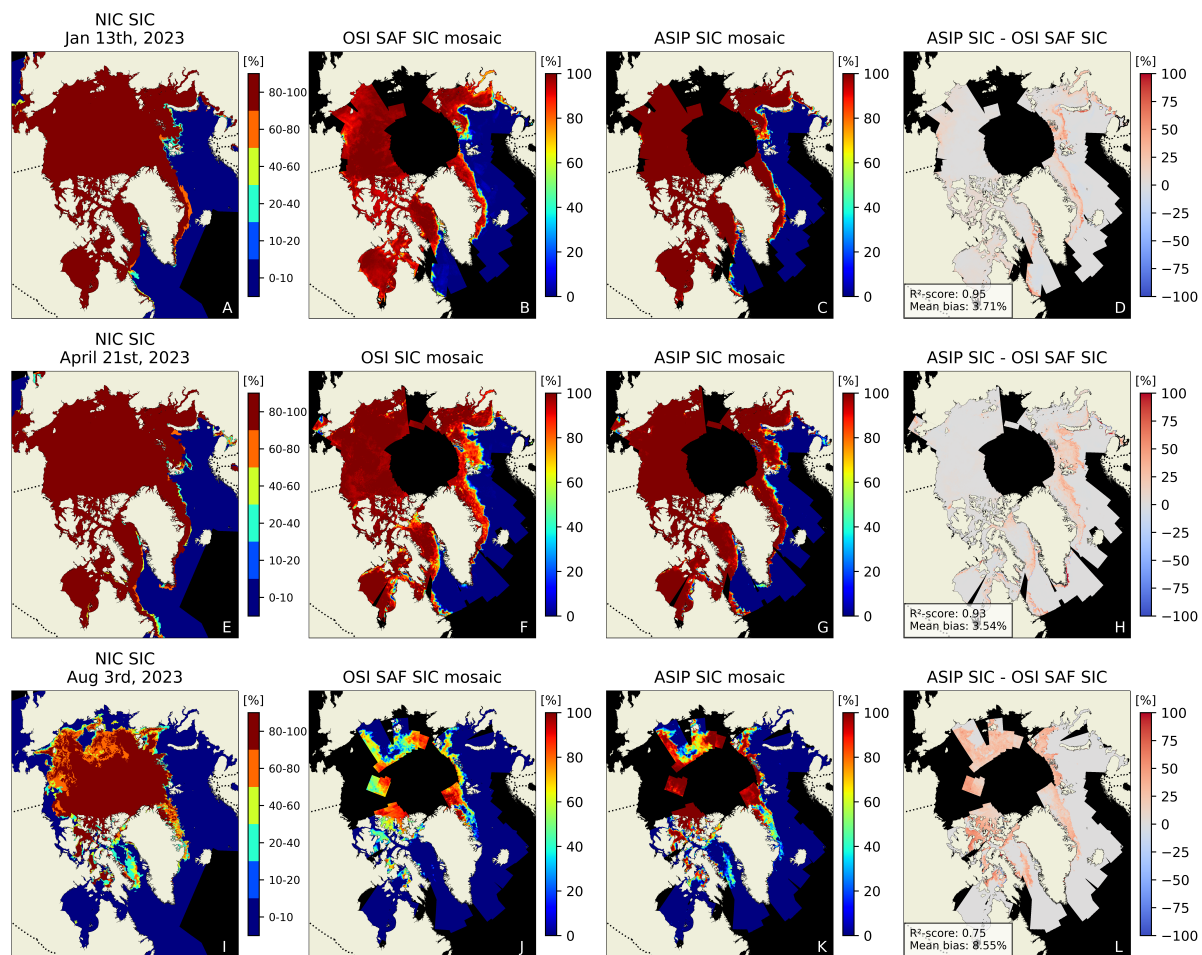 NIC SIC
Jan 13th, 2023
OSI SAF SIC mosaic
ASIP SIC mosaic
ASIP SIC - OSI SAF SIC
[%]
80-100
60-80
40-60
20-40
10-20
0-10
A
[%]
100
80
60
40
20
0
B
[%]
100
80
60
40
20
0
C
[%]
100
75
50
25
0
−25
−50
−75
−100
R²-score: 0.95
Mean bias: 3.71%
D
NIC SIC
April 21st, 2023
OSI SIC mosaic
ASIP SIC mosaic
ASIP SIC - OSI SAF SIC
[%]
80-100
60-80
40-60
20-40
10-20
0-10
E
[%]
100
80
60
40
20
0
F
[%]
100
80
60
40
20
0
G
[%]
100
75
50
25
0
−25
−50
−75
−100
R²-score: 0.93
Mean bias: 3.54%
H
NIC SIC
Aug 3rd, 2023
OSI SAF SIC mosaic
ASIP SIC mosaic
ASIP SIC - OSI SAF SIC
[%]
80-100
60-80
40-60
20-40
10-20
0-10
I
[%]
100
80
60
40
20
0
J
[%]
100
80
60
40
20
0
K
[%]
100
75
50
25
0
−25
−50
−75
−100
R²-score: 0.75
Mean bias: 8.55%
L